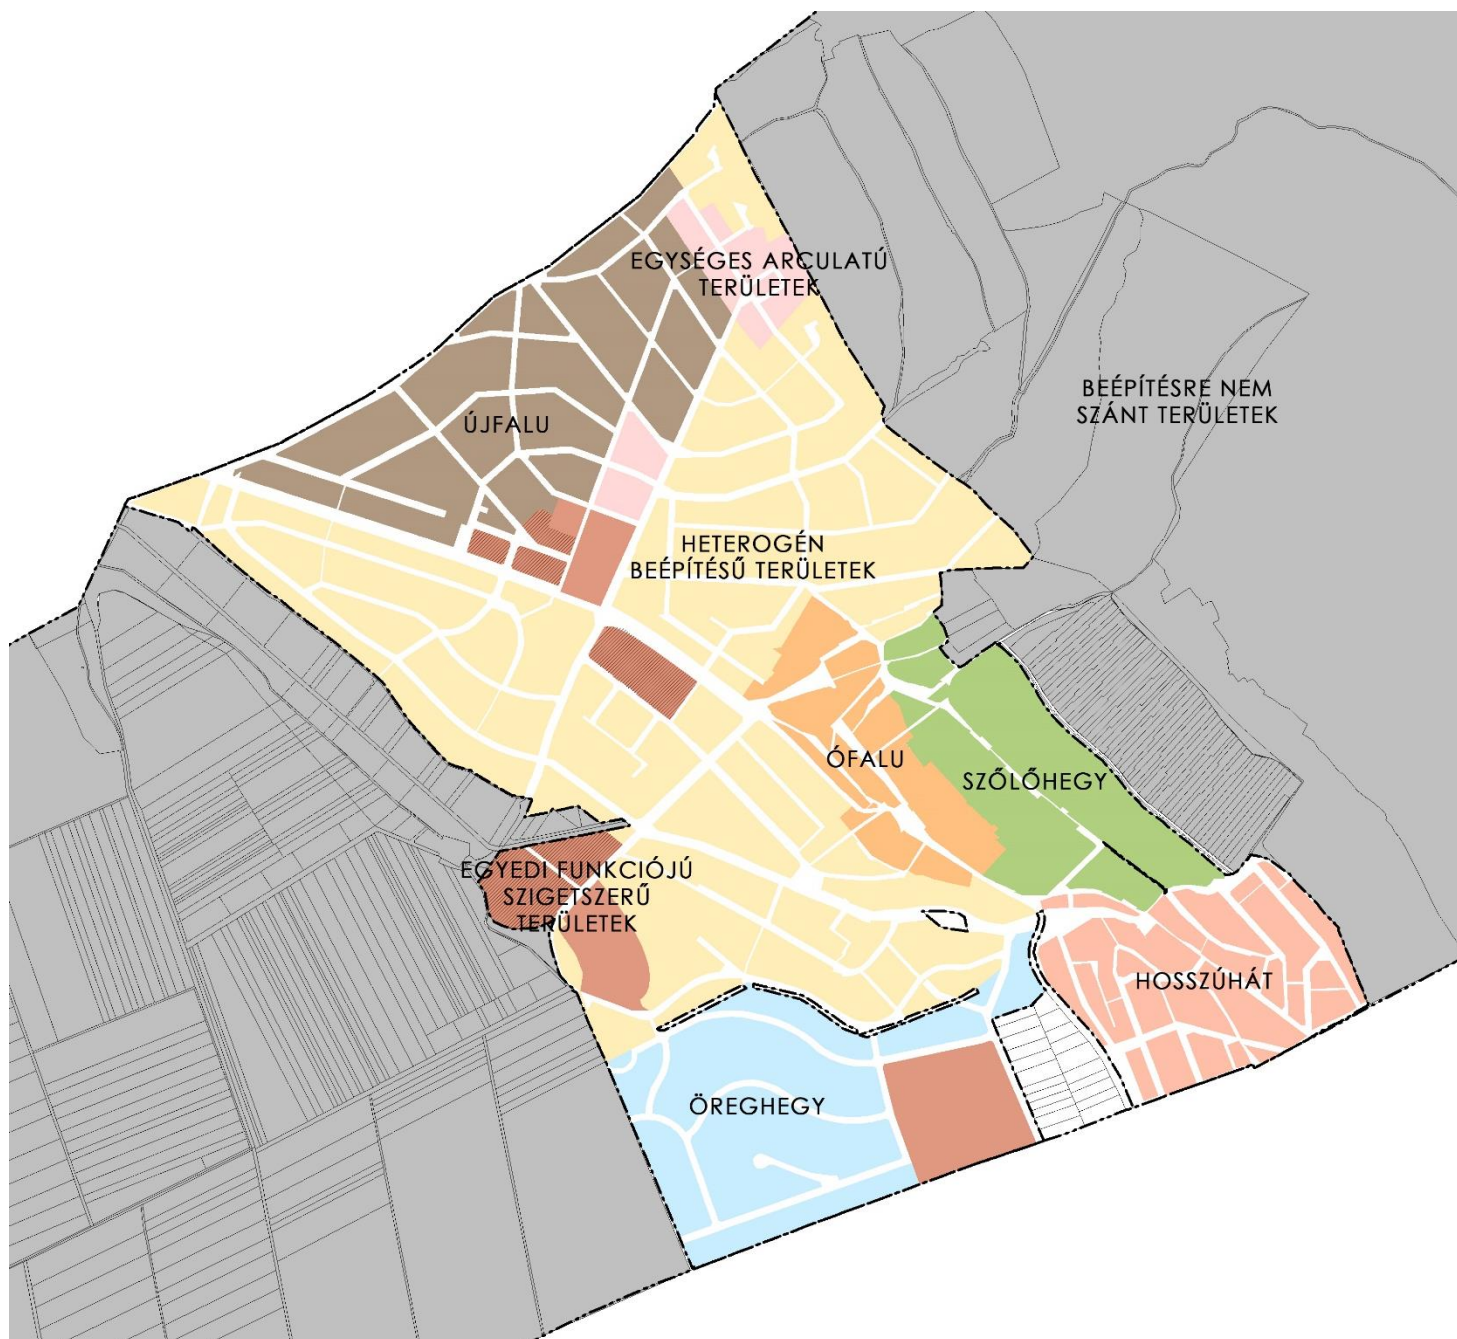 EGYSÉGES ARCULATÚ
TERÜLETEK
BEÉPÍTÉSRE NEM
SZÁNT TERÜLETEK
ÚJFALU
HETEROGÉN
BEÉPÍTÉSŰ TERÜLETEK
ÓFALU
SZŐLŐHEGY
EGYEDI FUNKCIÓJÚ
SZIGETSZERŰ
TERÜLETEK
HOSSZÚHÁT
ÖREGHEGY